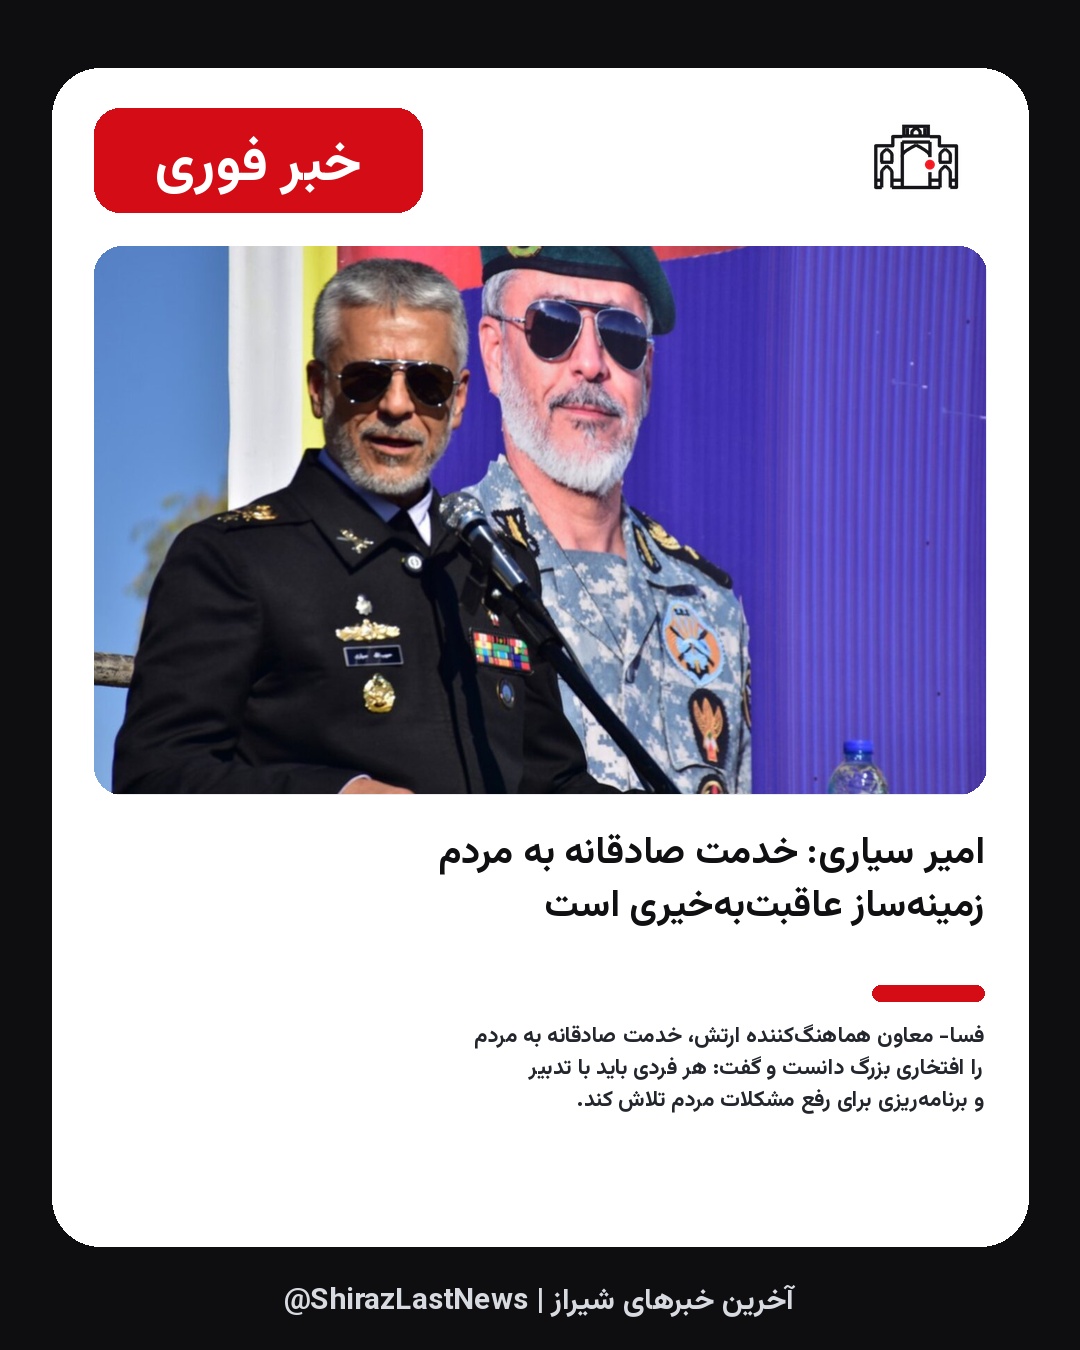 خبر فوری
امیر سیاری: خدمت صادقانه به مردم
زمینه‌ساز عاقبت‌به‌خیری است
فسا- معاون هماهنگ‌کننده ارتش، خدمت صادقانه به مردم
را افتخاری بزرگ دانست و گفت: هر فردی باید با تدبیر
و برنامه‌ریزی برای رفع مشکلات مردم تلاش کند.
آخرین خبرهای شیراز | @ShirazLastNews